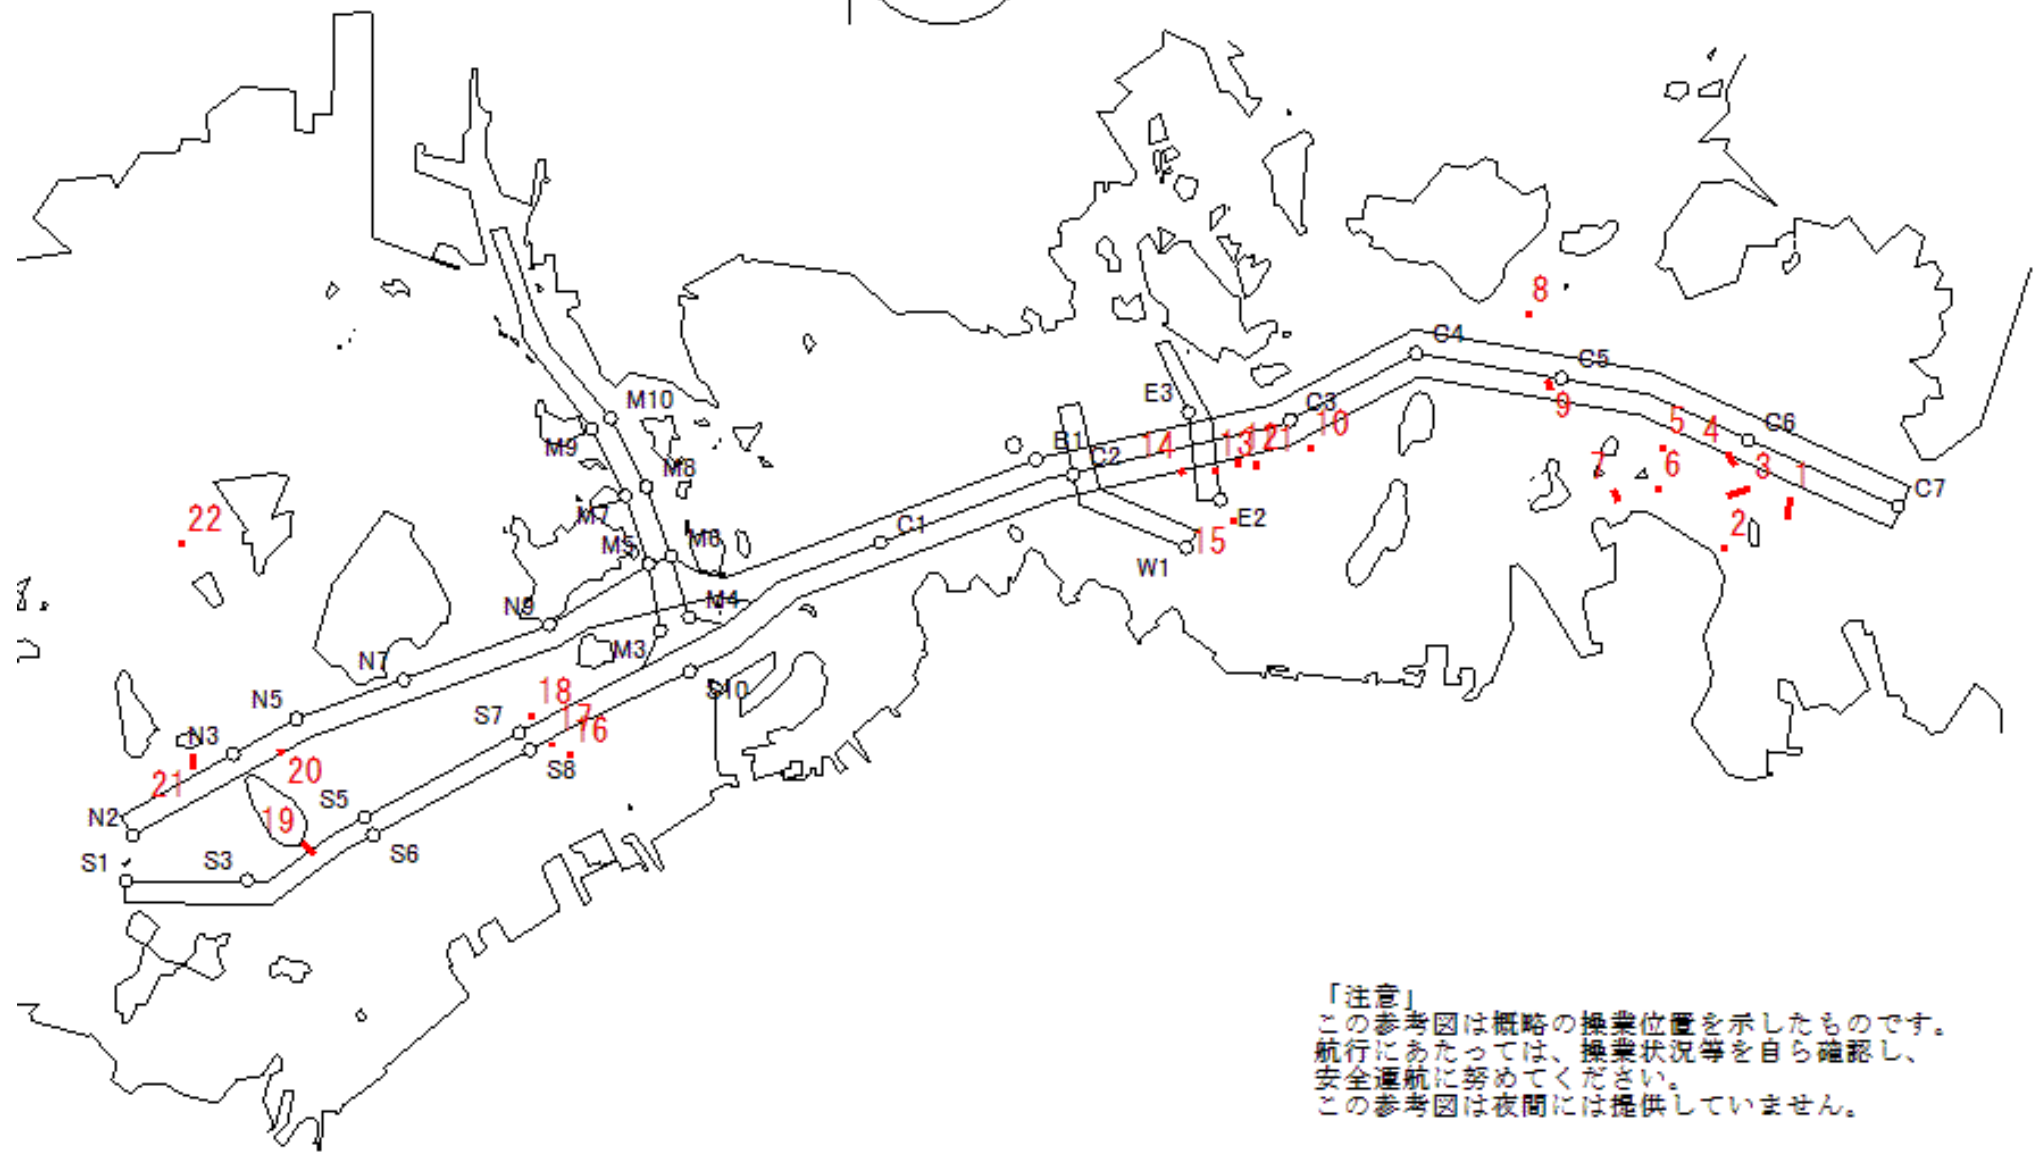 8
C4
C5
M10
E3
C3
9
5
4
C6
M9
B1
14
13
12
11
10
M8
C2
7
6
3
1
C7
22
M7
C1
E2
2
M5
M6
15
W1
N9
M4
N7
M3
18
S10
N5
S7
17
16
N3
S8
21
20
S5
N2
19
S1
S3
S6
「注意」
この参考図は概略の操業位置を示したものです。
航行にあたっては、操業状況等を自ら確認し、
安全運航に努めてください。
この参考図は夜間には提供していません。